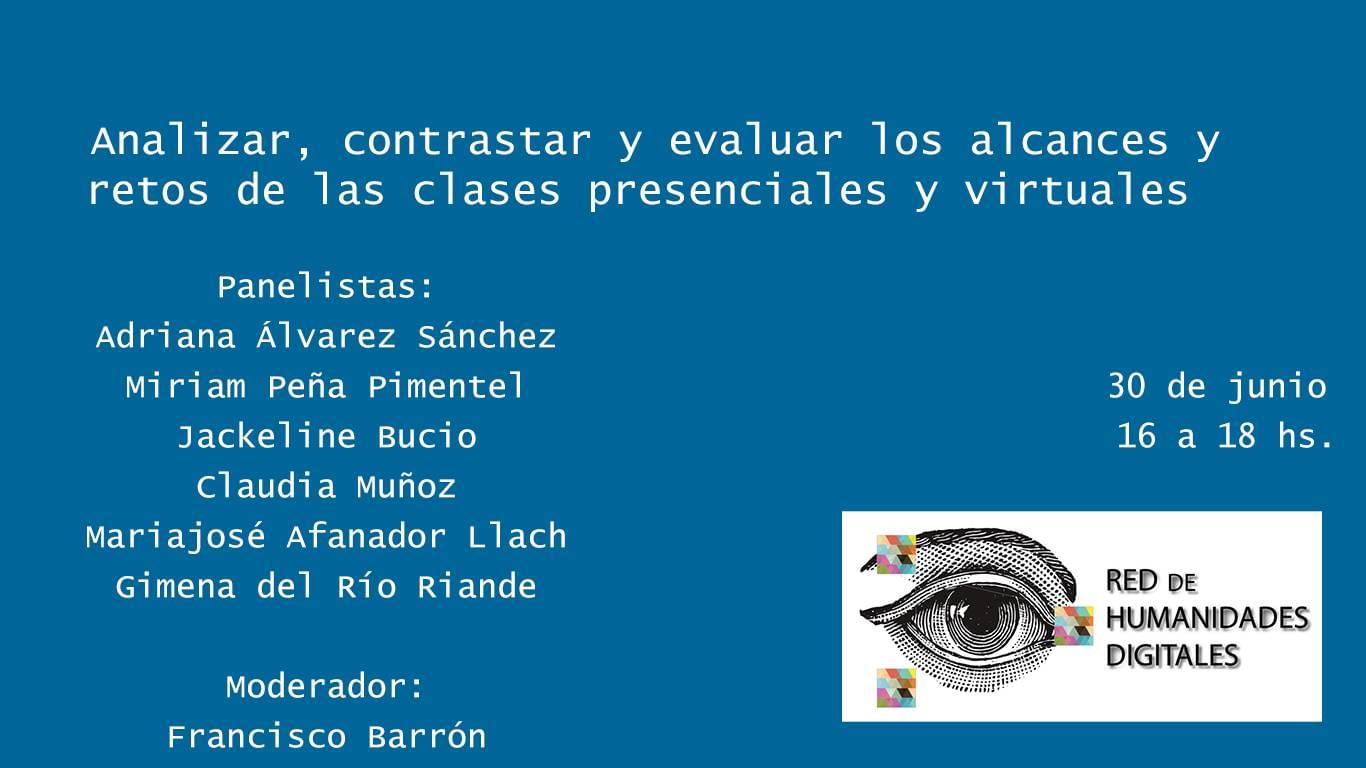 Analizar, contrastar y evaluar los alcances y
retos de las clases presenciales y virtuales
Panelistas:
Adriana Álvarez Sánchez
Miriam Peña Pimentel
Jackeline Bucio
Claudia Muñoz
Mariajosé Afanador Llach
Gimena del Río Riande
Moderador:
Francisco Barrón
30 de junio
16 a 18 hs.
RED DE
HUMANIDADES
DIGITALES